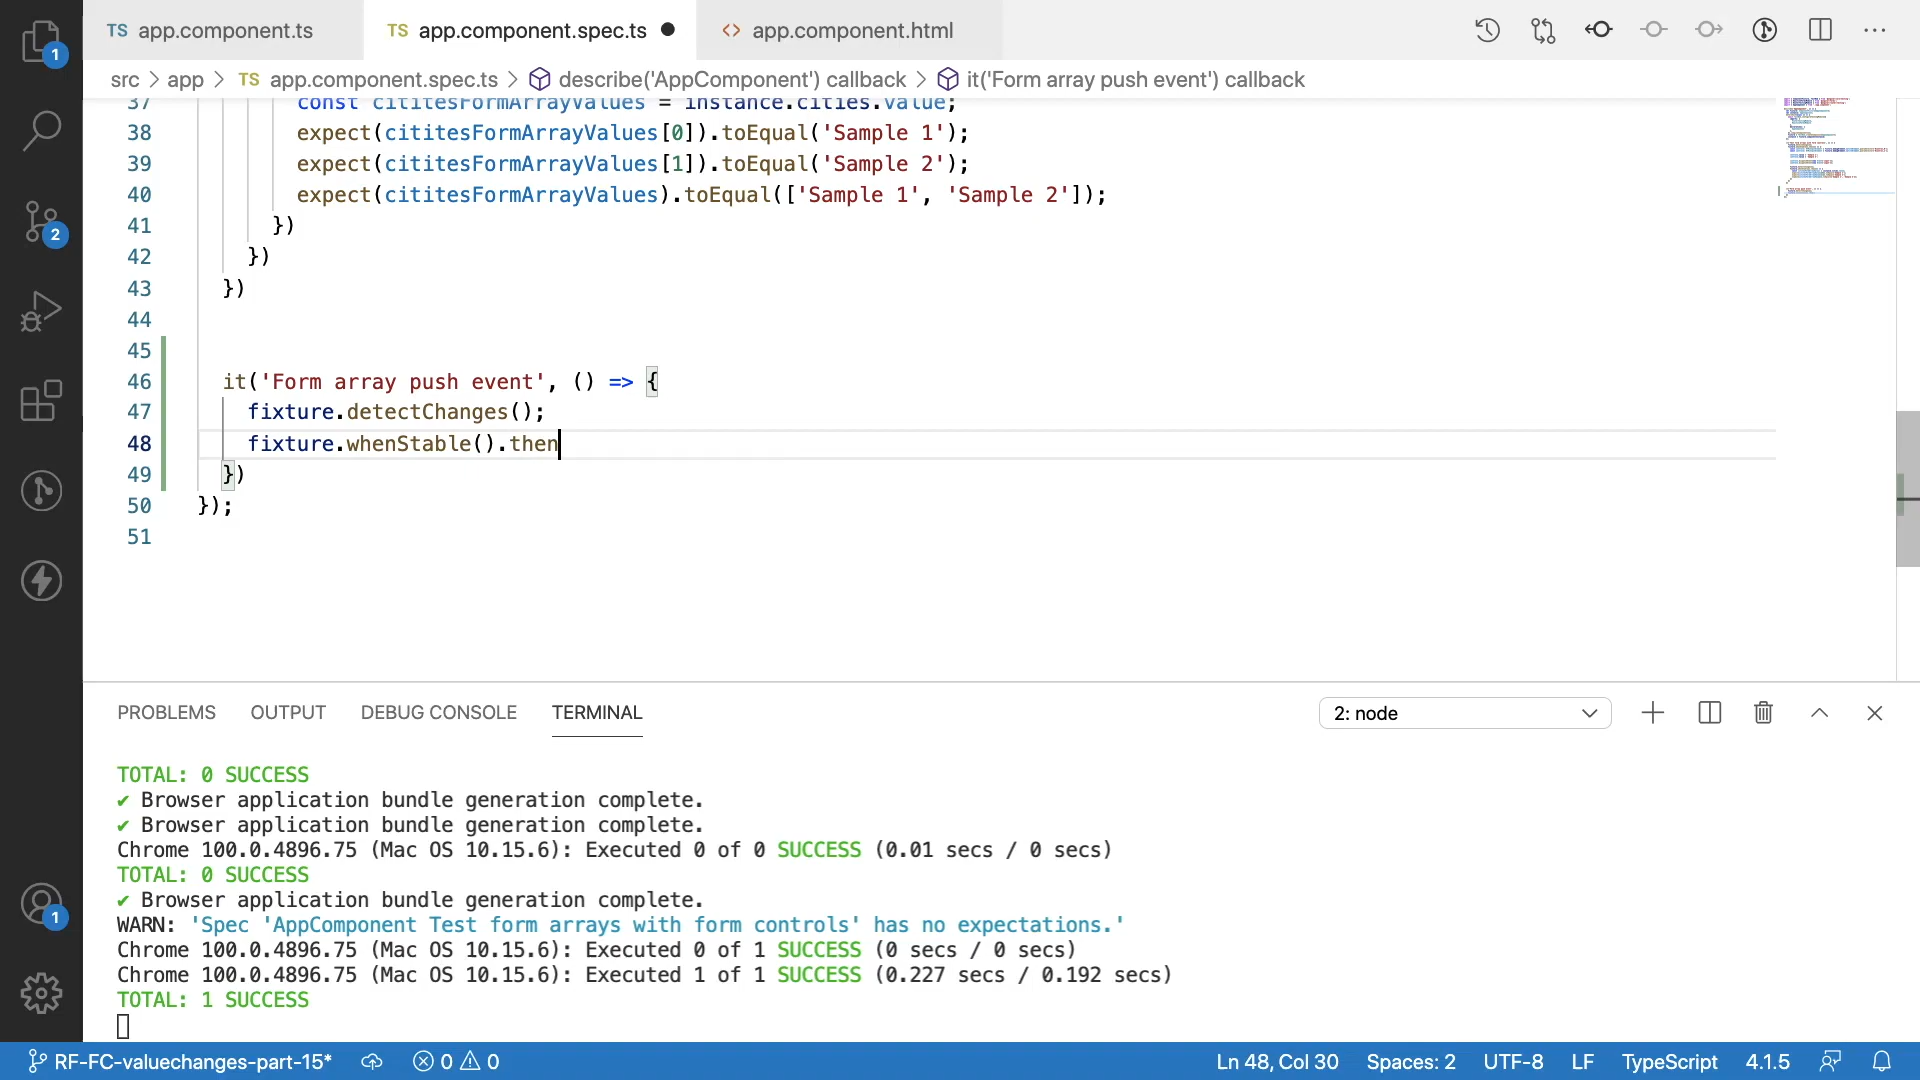 TS app.component.ts TS app.component.spec.ts <> app.component.html
src > app > TS app.component.spec.ts > describe('AppComponent') callback > it('Form array push event') callback
37 const cititesFormArrayValues = instance.cities.value;
38 expect(cititesFormArrayValues[0]).toEqual('Sample 1');
39 expect(cititesFormArrayValues[1]).toEqual('Sample 2');
40 expect(cititesFormArrayValues).toEqual(['Sample 1', 'Sample 2']);
41 })
42 })
43 })
44
45
46 it('Form array push event', () => {
47 fixture.detectChanges();
48 fixture.whenStable().then
49 })
50 });
51
1
2
1
PROBLEMS OUTPUT DEBUG CONSOLE TERMINAL 2: node
TOTAL: 0 SUCCESS
✔ Browser application bundle generation complete.
✔ Browser application bundle generation complete.
Chrome 100.0.4896.75 (Mac OS 10.15.6): Executed 0 of 0 SUCCESS (0.01 secs / 0 secs)
TOTAL: 0 SUCCESS
✔ Browser application bundle generation complete.
WARN: 'Spec 'AppComponent Test form arrays with form controls' has no expectations.'
Chrome 100.0.4896.75 (Mac OS 10.15.6): Executed 0 of 1 SUCCESS (0 secs / 0 secs)
Chrome 100.0.4896.75 (Mac OS 10.15.6): Executed 1 of 1 SUCCESS (0.227 secs / 0.192 secs)
TOTAL: 1 SUCCESS
RF-FC-valuechanges-part-15* 0 0 Ln 48, Col 30 Spaces: 2 UTF-8 LF TypeScript 4.1.5